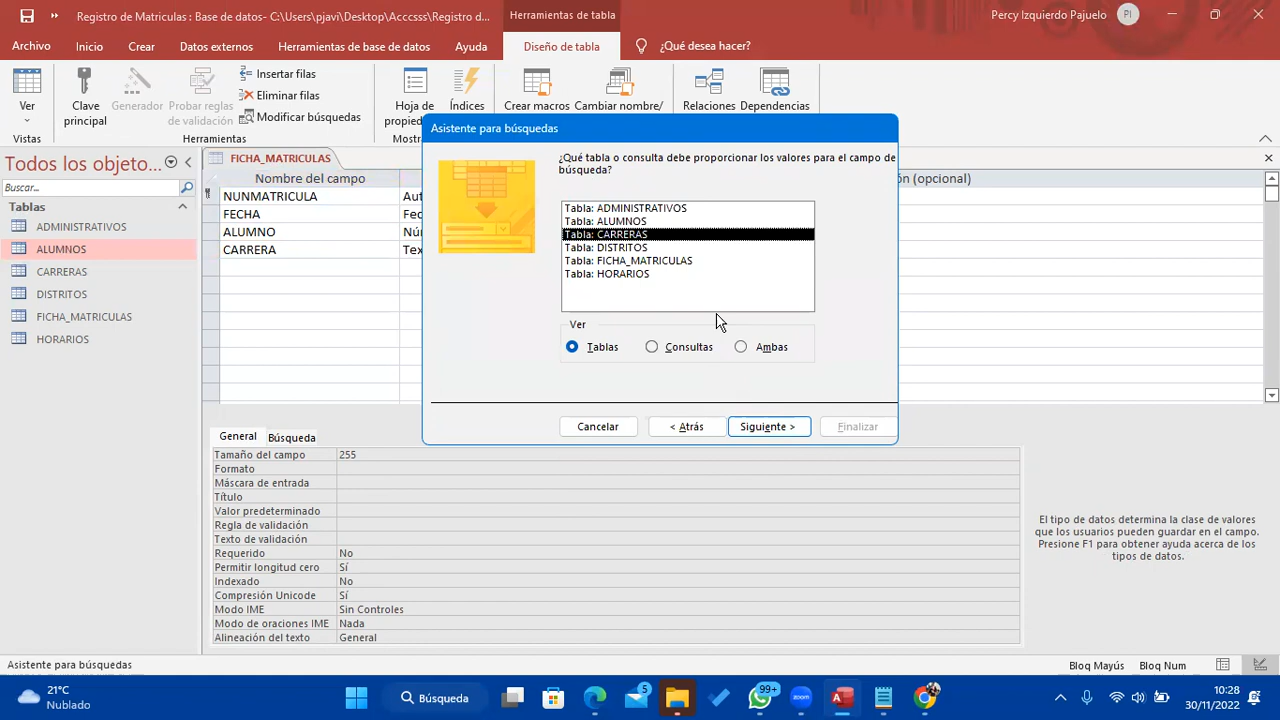 Registro de Matriculas : Base de datos- C:\Users\pjavi\Desktop\Acccsss\Registro d...
Herramientas de tabla
Percy Izquierdo Pajuelo
PI
Archivo
Inicio
Crear
Datos externos
Herramientas de base de datos
Ayuda
Diseño de tabla
¿Qué desea hacer?
Ver
Clave principal
Generador
Probar reglas de validación
Insertar filas
Eliminar filas
Modificar búsquedas
Hoja de
propie
Índices
Crear macros
Cambiar nombre/
Relaciones
Dependencias
Vistas
Herramientas
Mostr
Asistente para búsquedas
¿Qué tabla o consulta debe proporcionar los valores para el campo de
búsqueda?
Tabla: ADMINISTRATIVOS
Tabla: ALUMNOS
Tabla: CARRERAS
Tabla: DISTRITOS
Tabla: FICHA_MATRICULAS
Tabla: HORARIOS
Ver
Tablas
Consultas
Ambas
Cancelar
< Atrás
Siguiente >
Finalizar
Todos los objeto...
Buscar...
Tablas
ADMINISTRATIVOS
ALUMNOS
CARRERAS
DISTRITOS
FICHA_MATRICULAS
HORARIOS
FICHA_MATRICULAS
Nombre del campo
ón (opcional)
NUNMATRICULA
Aut
FECHA
Fec
ALUMNO
Núr
CARRERA
Tex
General
Búsqueda
Tamaño del campo 255
Formato
Máscara de entrada
Título
Valor predeterminado
Regla de validación
Texto de validación
Requerido No
Permitir longitud cero Sí
Indexado No
Compresión Unicode Sí
Modo IME Sin Controles
Modo de oraciones IME Nada
Alineación del texto General
El tipo de datos determina la clase de valores
que los usuarios pueden guardar en el campo.
Presione F1 para obtener ayuda acerca de los
tipos de datos.
Asistente para búsquedas
Bloq Mayús
Bloq Num
21°C
Nublado
Búsqueda
5
99+
zoom
10:28
30/11/2022